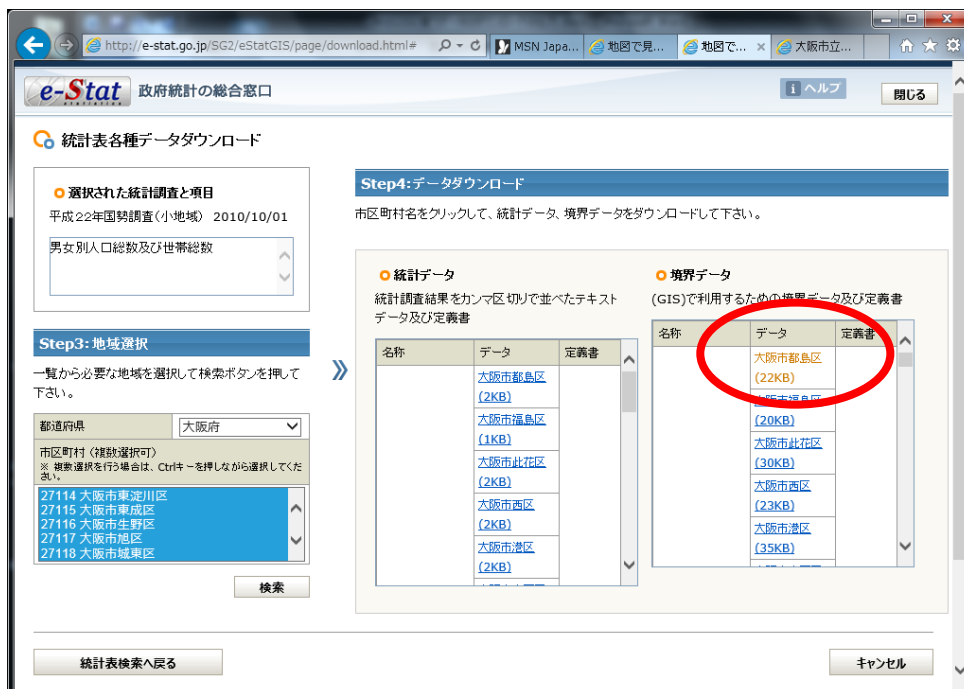 http://e-stat.go.jp/SG2/eStatGIS/page/download.html#
MSN Japa...
地図で見...
地図で...
大阪市立...
e-Stat
政府統計の総合窓口
ヘルプ
閉じる
統計表各種データダウンロード
選択された統計調査と項目
平成22年国勢調査(小地域) 2010/10/01
男女別人口総数及び世帯総数
Step3:地域選択
一覧から必要な地域を選択して検索ボタンを押して
下さい。
都道府県
大阪府
市区町村（複数選択可）
※ 複数選択を行う場合は、Ctrlキーを押しながら選択してくだ
さい。
27114 大阪市東淀川区
27115 大阪市東成区
27116 大阪市生野区
27117 大阪市旭区
27118 大阪市城東区
検索
Step4:データダウンロード
市区町村名をクリックして、統計データ、境界データをダウンロードして下さい。
統計データ
統計調査結果をカンマ区切りで並べたテキスト
データ及び定義書
名称 データ 定義書
大阪市都島区
(2KB)
大阪市福島区
(1KB)
大阪市此花区
(2KB)
大阪市西区
(2KB)
大阪市港区
(2KB)
境界データ
(GIS)で利用するための境界データ及び定義書
名称 データ 定義書
大阪市都島区
(22KB)
大阪市福島区
(20KB)
大阪市此花区
(30KB)
大阪市西区
(23KB)
大阪市港区
(35KB)
統計表検索へ戻る
キャンセル